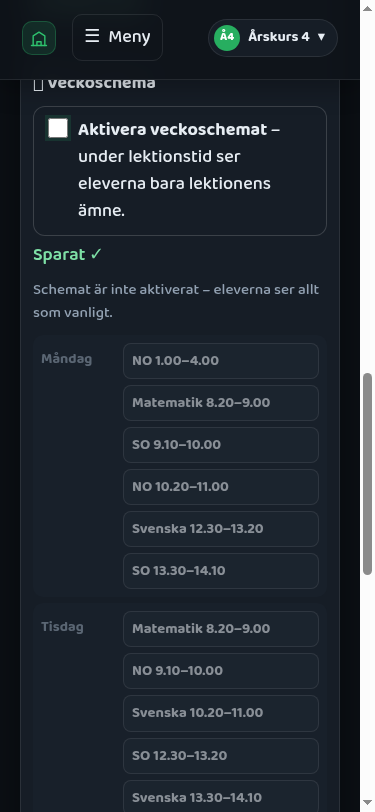 ☰ Meny
Å4 Årskurs 4 ▼
Veckoschema
Aktivera veckoschemat –
under lektionstid ser
eleverna bara lektionens
ämne.
Sparat ✓
Schemat är inte aktiverat – eleverna ser allt
som vanligt.
Måndag
NO 1.00–4.00
Matematik 8.20–9.00
SO 9.10–10.00
NO 10.20–11.00
Svenska 12.30–13.20
SO 13.30–14.10
Tisdag
Matematik 8.20–9.00
NO 9.10–10.00
Svenska 10.20–11.00
SO 12.30–13.20
Svenska 13.30–14.10